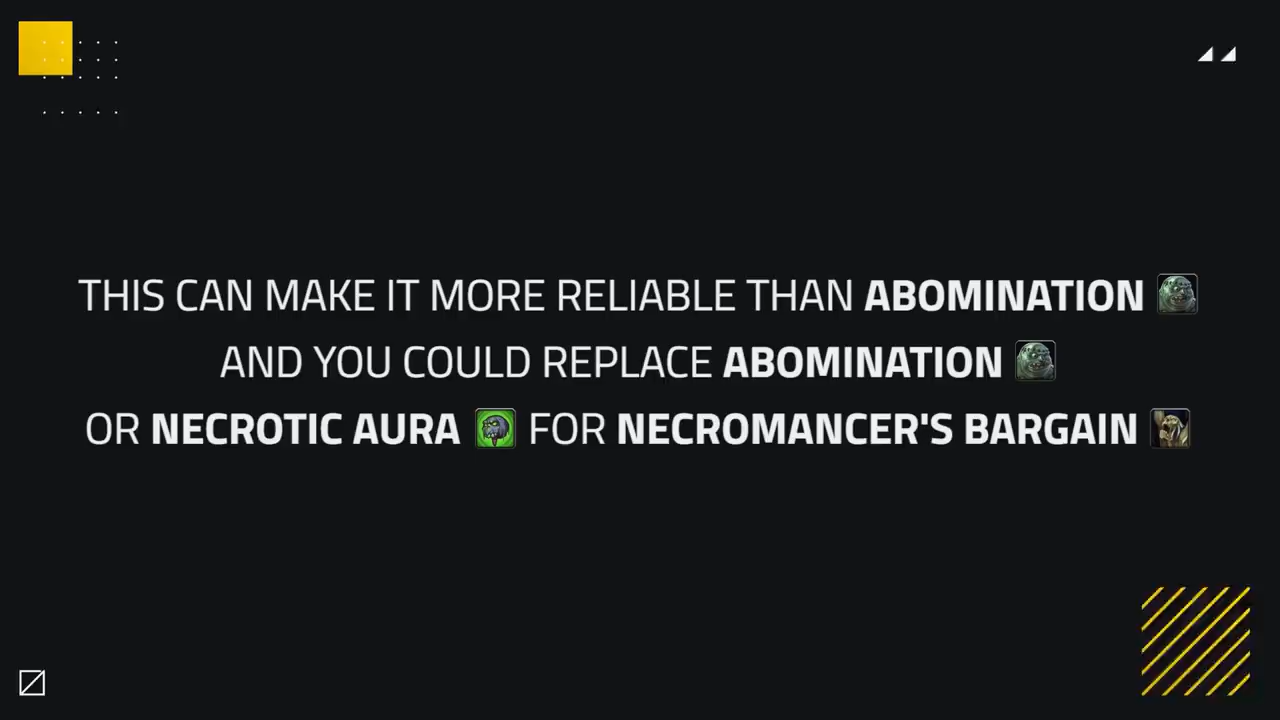 THIS CAN MAKE IT MORE RELIABLE THAN ABOMINATION
AND YOU COULD REPLACE ABOMINATION
OR NECROTIC AURA FOR NECROMANCER'S BARGAIN